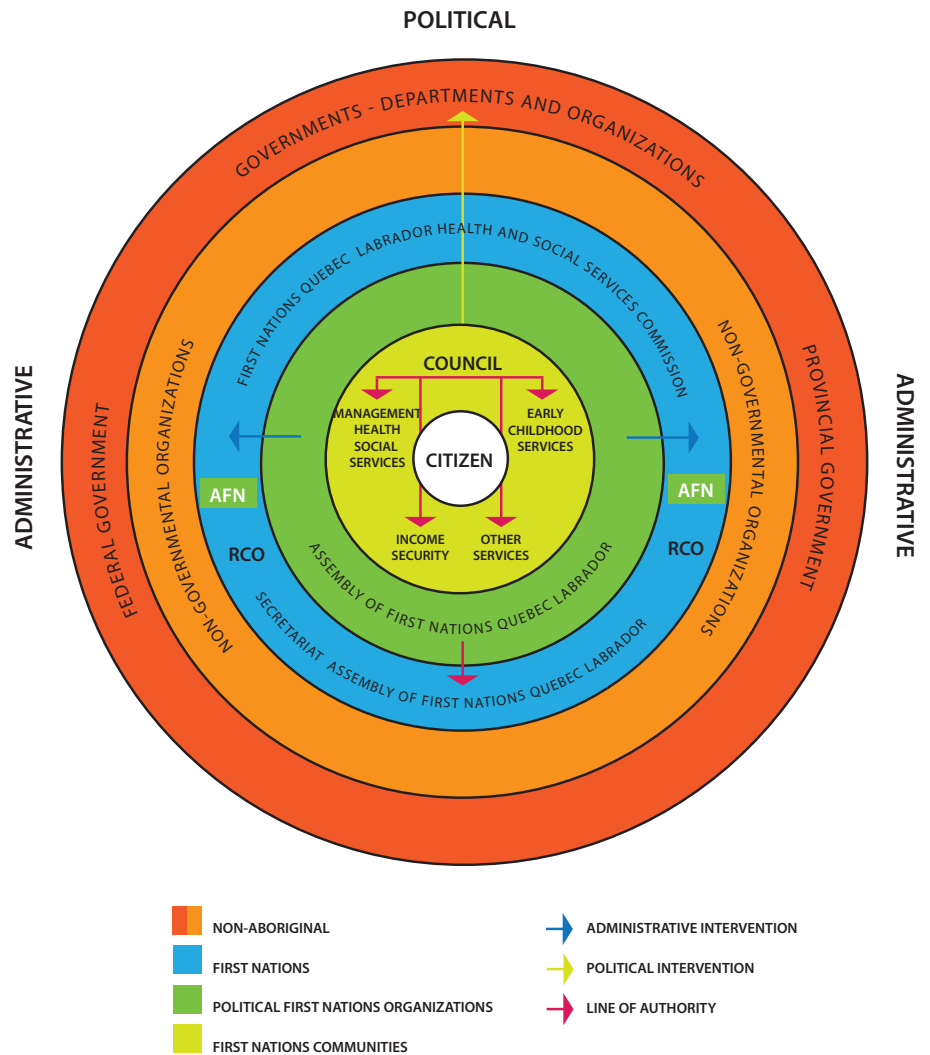 POLITICAL
GOVERNMENTS - DEPARTMENTS AND ORGANIZATIONS
FIRST NATIONS QUEBEC LABRADOR HEALTH AND SOCIAL SERVICES COMMISSION
ADMINISTRATIVE
FEDERAL GOVERNMENT
NON-GOVERNMENTAL ORGANIZATIONS
NON-GOVERNMENTAL ORGANIZATIONS
PROVINCIAL GOVERNMENT
ADMINISTRATIVE
COUNCIL
MANAGEMENT
HEALTH
SOCIAL
SERVICES
EARLY
CHILDHOOD
SERVICES
CITIZEN
AFN
AFN
RCO
RCO
INCOME
SECURITY
OTHER
SERVICES
ASSEMBLY OF FIRST NATIONS QUEBEC LABRADOR
SECRETARIAT ASSEMBLY OF FIRST NATIONS QUEBEC LABRADOR
NON-ABORIGINAL
FIRST NATIONS
POLITICAL FIRST NATIONS ORGANIZATIONS
FIRST NATIONS COMMUNITIES
ADMINISTRATIVE INTERVENTION
POLITICAL INTERVENTION
LINE OF AUTHORITY